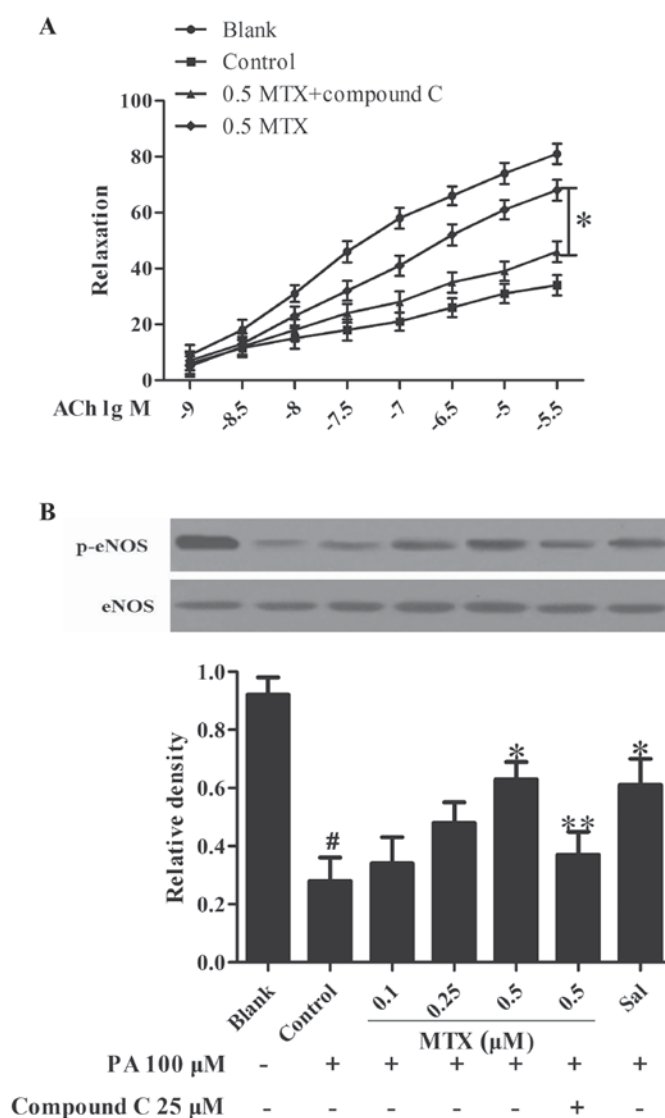 A
Blank
Control
0.5 MTX+compound C
0.5 MTX
100
80
60
40
20
0
Relaxation
*
ACh lg M -9 -8.5 -8 -7.5 -7 -6.5 -5 -5.5
B
p-eNOS
eNOS
1.0
0.8
0.6
0.4
0.2
0.0
Relative density
# * ** *
Blank Control 0.1 0.25 0.5 0.5 Sal
MTX (μM)
PA 100 μM - + + + + + +
Compound C 25 μM - - - - - + -